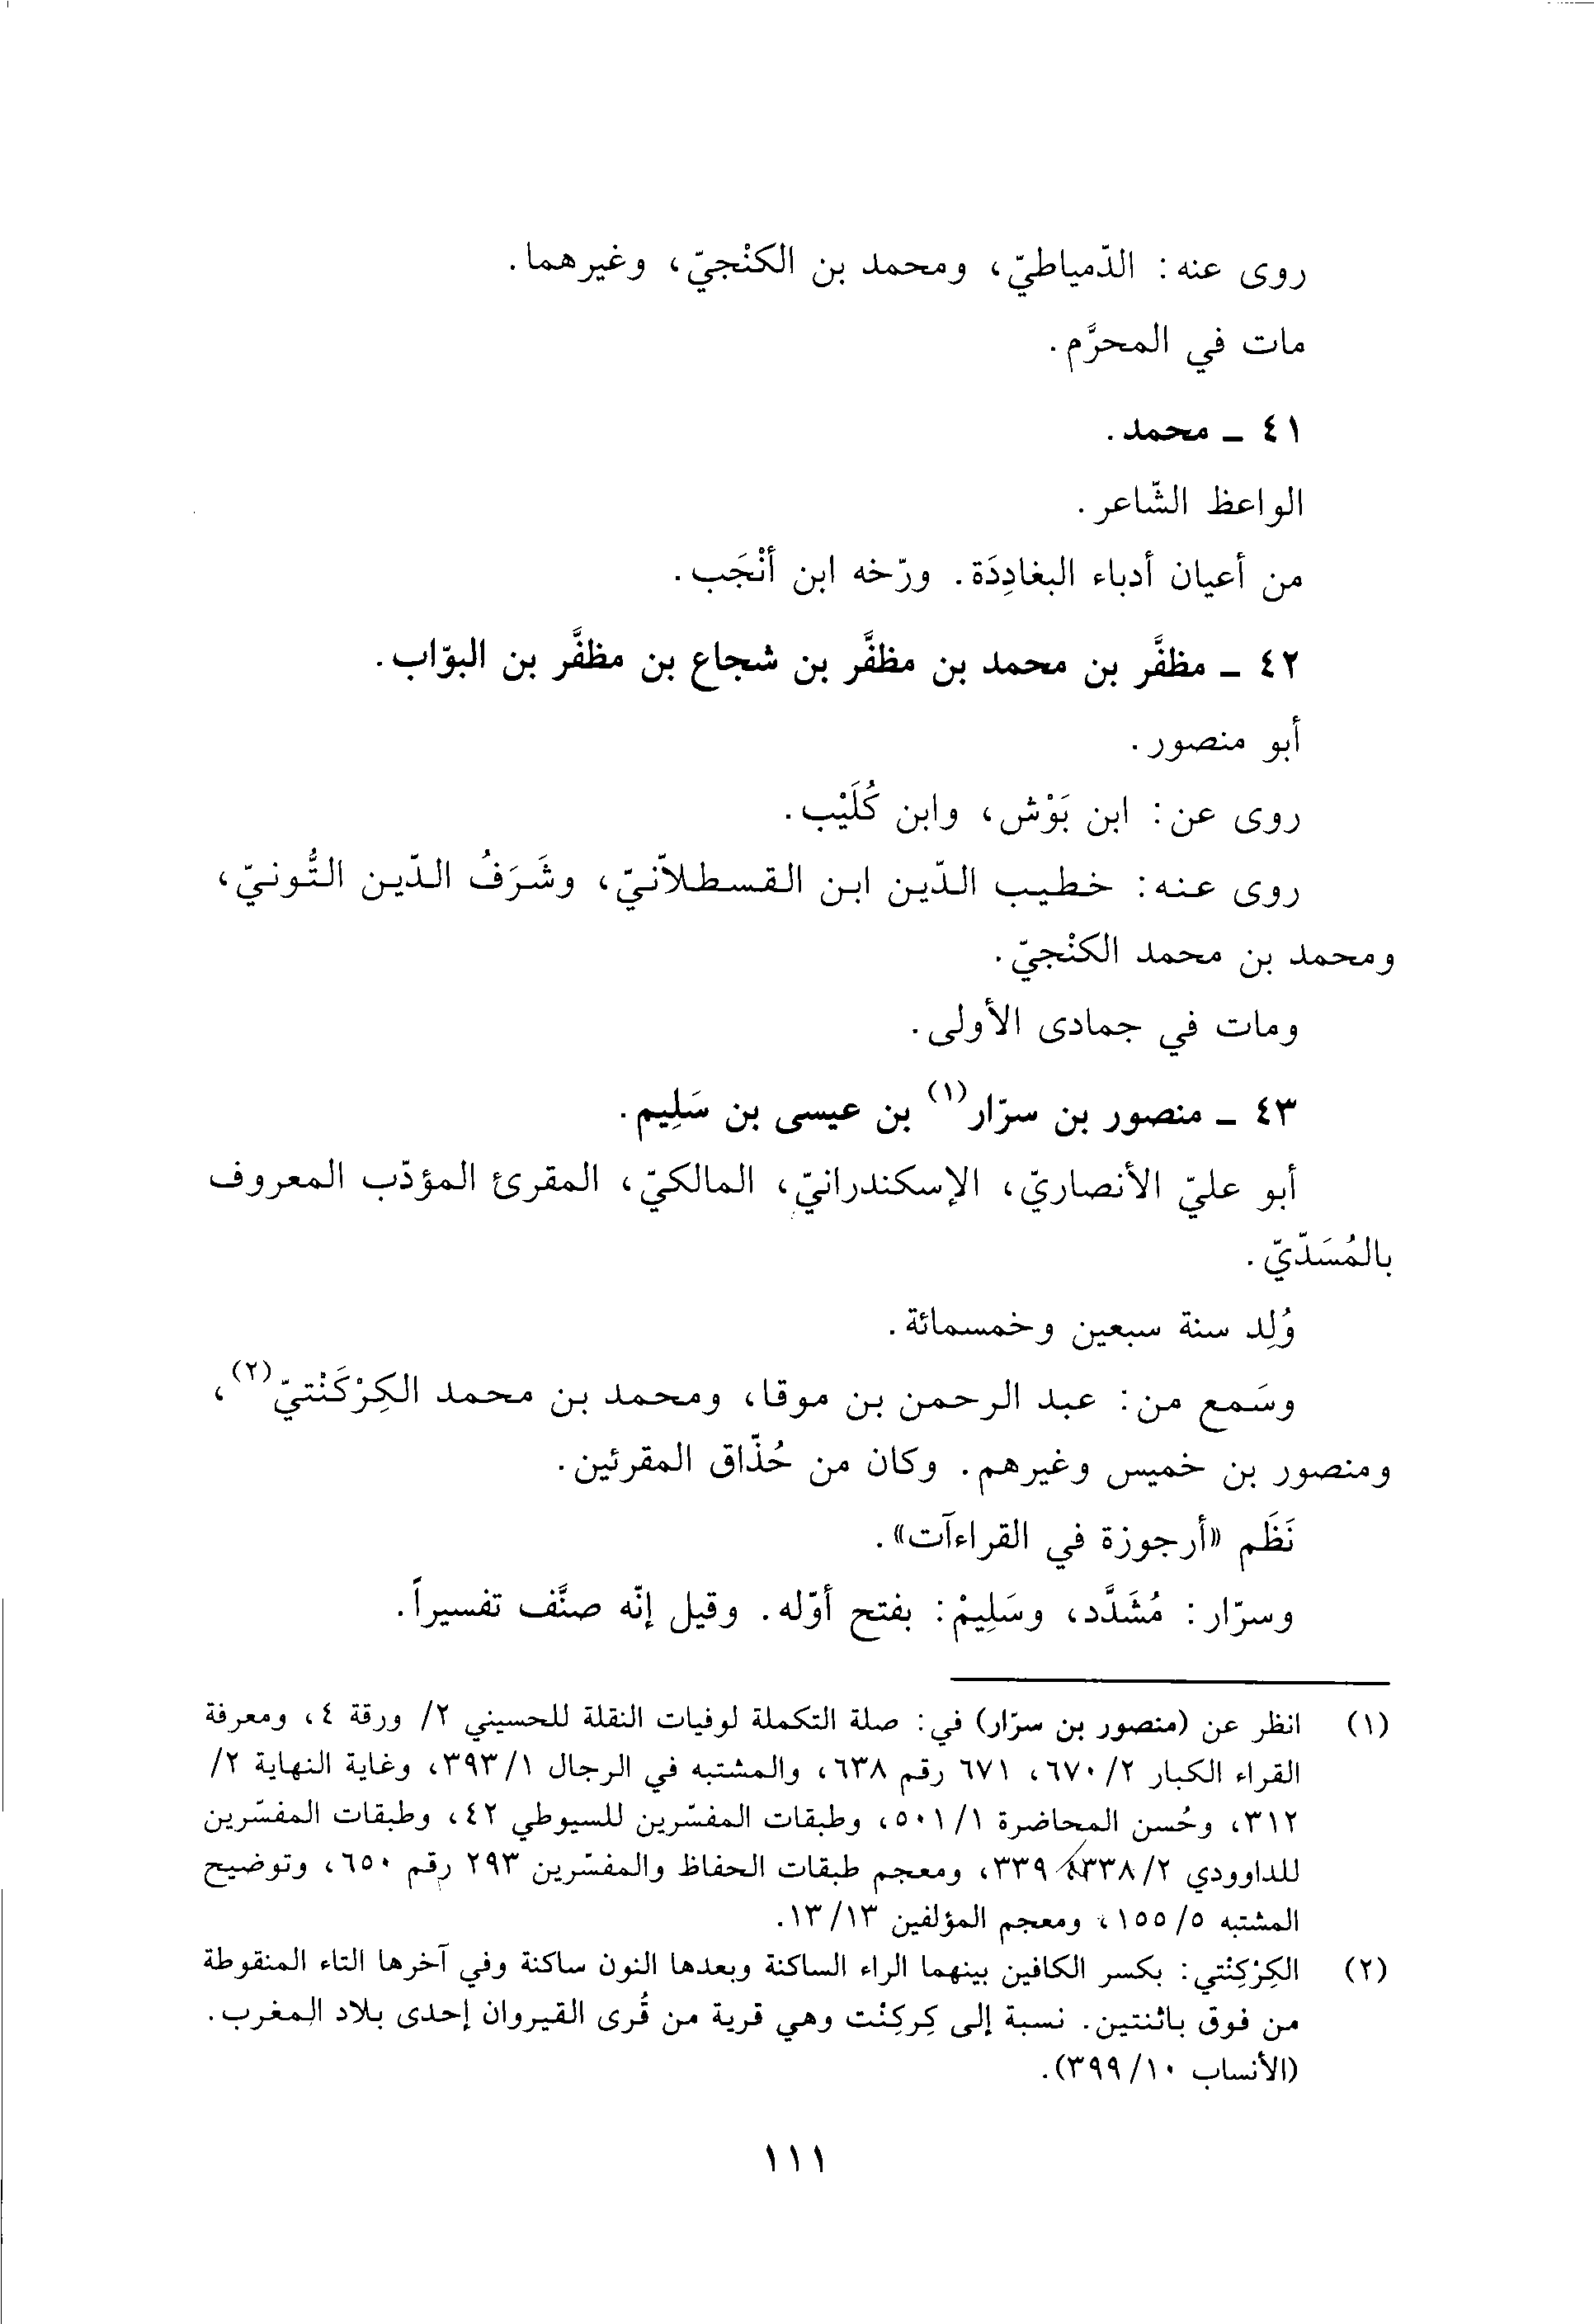 روى عنه: الدّمياطيّ، ومحمد بن الكنْجيّ، وغيرهما.
مات في المحرَّم.
٤١ - محمد.
الواعظ الشّاعر.
من أعيان أدباء البغادِدَة. ورّخه ابن أنْجَب.
٤٢ - مظفَّر بن محمد بن مظفَّر بن شجاع بن مظفَّر بن البوّاب.
أبو منصور.
روى عن: ابن بَوْش، وابن كُلَيْب.
روى عنه: خطيب الدّين ابن القسطلاّنيّ، وشَرَفُ الدّين التُّونيّ،
ومحمد بن محمد الكنْجيّ.
ومات في جمادى الأولى.
٤٣ - منصور بن سرّار(١) بن عيسى بن سَلِيم.
أبو عليّ الأنصاريّ، الإسكندرانيّ، المالكيّ، المقرئ المؤدّب المعروف
بالمُسَدّيّ.
وُلِد سنة سبعين وخمسمائة.
وسَمع من: عبد الرحمن بن موقا، ومحمد بن محمد الكِرْكَنْتيّ(٢)،
ومنصور بن خميس وغيرهم. وكان من حُذّاق المقرئين.
نَظَم «أرجوزة في القراءآت».
وسرّار: مُشَدَّد، وسَلِيمْ: بفتح أوّله. وقيل إنّه صنَّف تفسيراً.
(١) انظر عن (منصور بن سرّار) في: صلة التكملة لوفيات النقلة للحسيني ٢/ ورقة ٤، ومعرفة
القراء الكبار ٢/ ٦٧٠، ٦٧١ رقم ٦٣٨، والمشتبه في الرجال ١/ ٣٩٣، وغاية النهاية ٢/
٣١٢، وحُسن المحاضرة ١/ ٥٠١، وطبقات المفسّرين للسيوطي ٤٢، وطبقات المفسّرين
للداوودي ٢/ ٣٣٨، ٣٣٩، ومعجم طبقات الحفاظ والمفسّرين ٢٩٣ رقم ٦٥٠، وتوضيح
المشتبه ٥/ ١٥٥، ومعجم المؤلفين ١٣/ ١٣.
(٢) الكِرْكِنْتي: بكسر الكافين بينهما الراء الساكنة وبعدها النون ساكنة وفي آخرها التاء المنقوطة
من فوق باثنتين. نسبة إلى كِركِنْت وهي قرية من قُرى القيروان إحدى بلاد المغرب.
(الأنساب ١٠/ ٣٩٩).
١١١